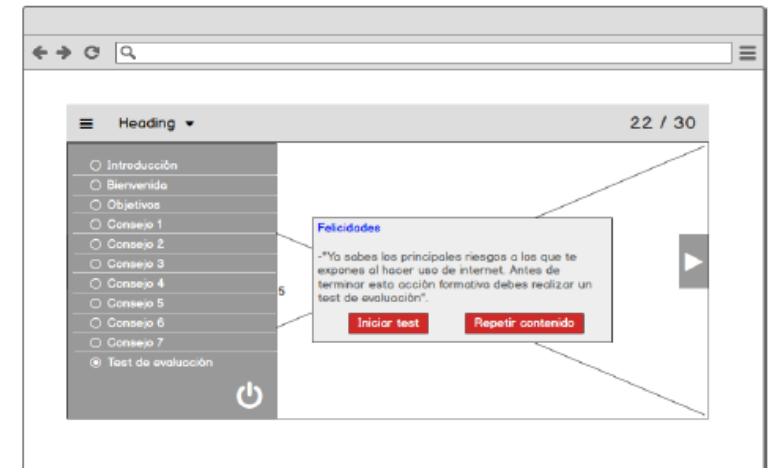 Heading
22 / 30
Introducción
Bienvenida
Objetivos
Consejo 1
Consejo 2
Consejo 3
Consejo 4
Consejo 5
Consejo 6
Consejo 7
Test de evaluación
5
Felicidades
-"Ya sabes los principales riesgos a los que te
expones al hacer uso de internet. Antes de
terminar esta acción formativa debes realizar un
test de evaluación".
Iniciar test
Repetir contenido